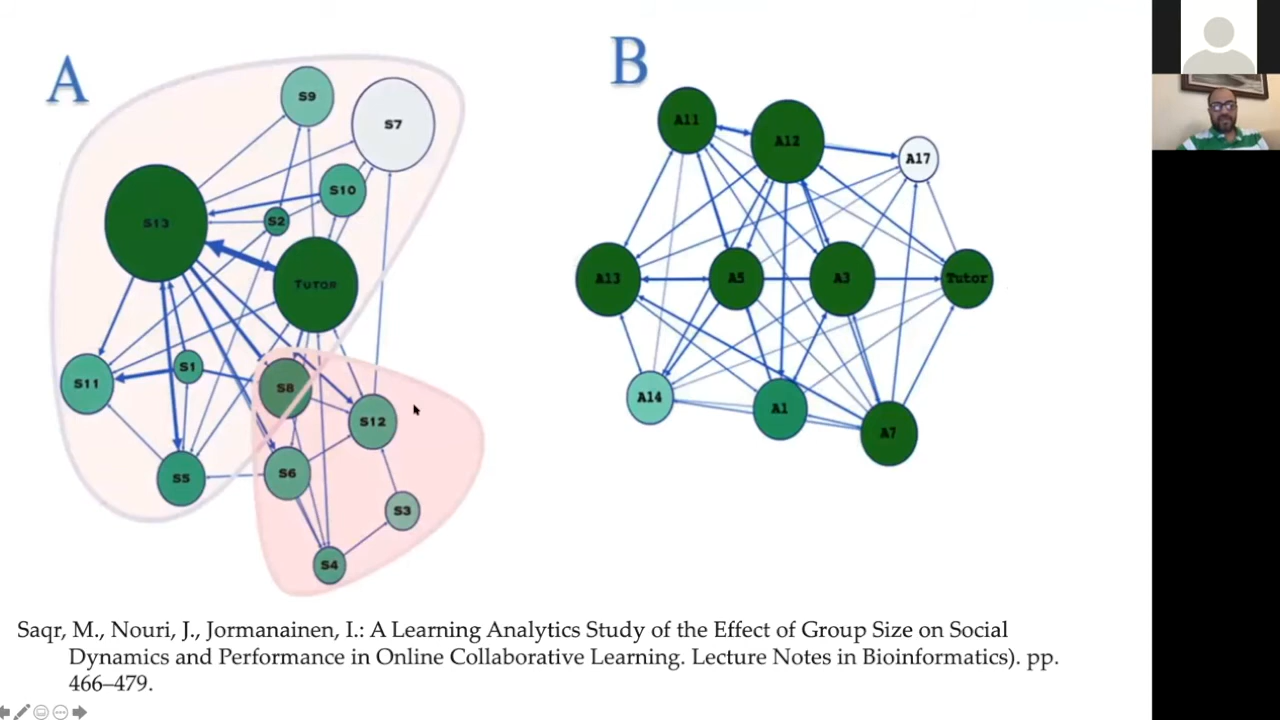 A
B
S9
S7
S10
S13
S2
TUTOR
S11
S1
S8
S12
S5
S6
S3
S4
A11
A12
A17
A13
A5
A3
Tutor
A14
A1
A7
Saqr, M., Nouri, J., Jormanainen, I.: A Learning Analytics Study of the Effect of Group Size on Social
Dynamics and Performance in Online Collaborative Learning. Lecture Notes in Bioinformatics). pp.
466–479.